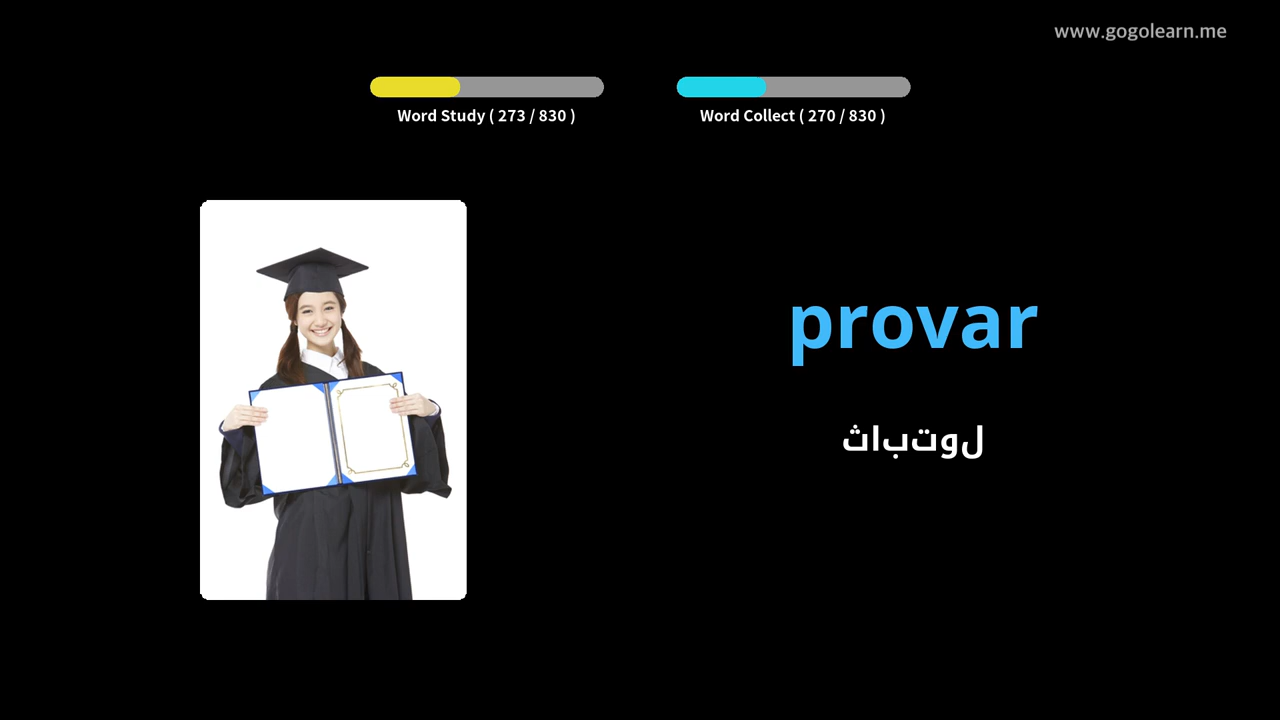 www.gogolearn.me
Word Study ( 273 / 830 )
Word Collect ( 270 / 830 )
provar
لوتباث